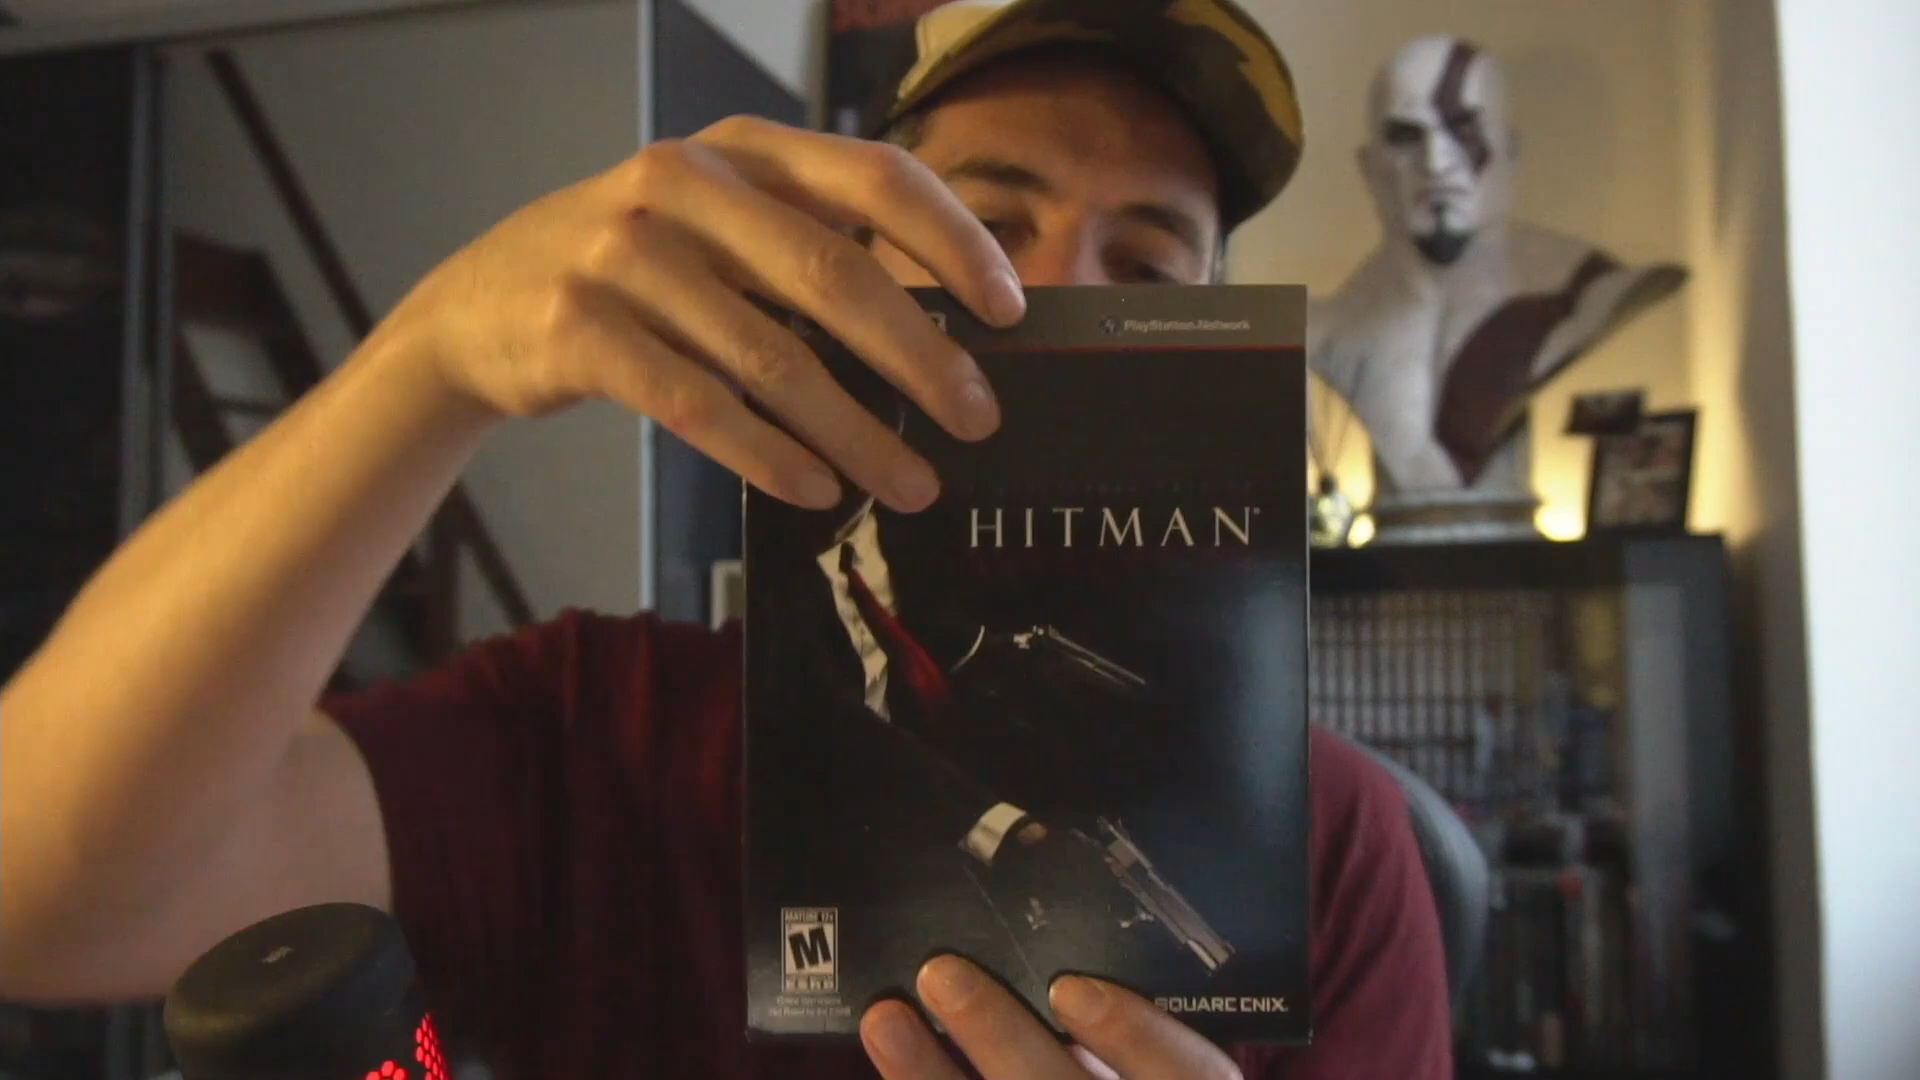 PlayStation Network
HITMAN®
MATURE 17+
M
ESRB
SQUARE ENIX.